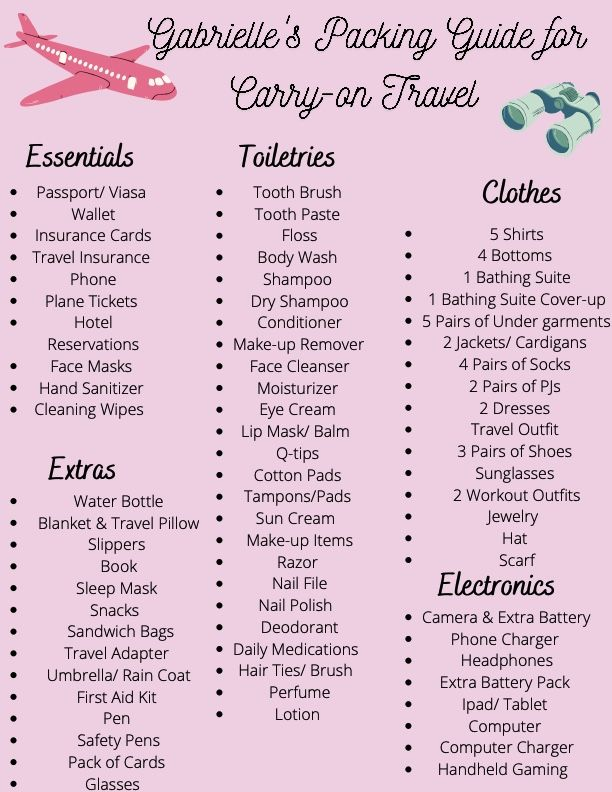 Gabrielle's Packing Guide for
Carry-on Travel
Essentials
Passport/ Viasa
Wallet
Insurance Cards
Travel Insurance
Phone
Plane Tickets
Hotel
Reservations
Face Masks
Hand Sanitizer
Cleaning Wipes
Extras
Water Bottle
Blanket & Travel Pillow
Slippers
Book
Sleep Mask
Snacks
Sandwich Bags
Travel Adapter
Umbrella/ Rain Coat
First Aid Kit
Pen
Safety Pens
Pack of Cards
Glasses
Toiletries
Tooth Brush
Tooth Paste
Floss
Body Wash
Shampoo
Dry Shampoo
Conditioner
Make-up Remover
Face Cleanser
Moisturizer
Eye Cream
Lip Mask/ Balm
Q-tips
Cotton Pads
Tampons/Pads
Sun Cream
Make-up Items
Razor
Nail File
Nail Polish
Deodorant
Daily Medications
Hair Ties/ Brush
Perfume
Lotion
Clothes
5 Shirts
4 Bottoms
1 Bathing Suite
1 Bathing Suite Cover-up
5 Pairs of Under garments
2 Jackets/ Cardigans
4 Pairs of Socks
2 Pairs of PJs
2 Dresses
Travel Outfit
3 Pairs of Shoes
Sunglasses
2 Workout Outfits
Jewelry
Hat
Scarf
Electronics
Camera & Extra Battery
Phone Charger
Headphones
Extra Battery Pack
Ipad/ Tablet
Computer
Computer Charger
Handheld Gaming